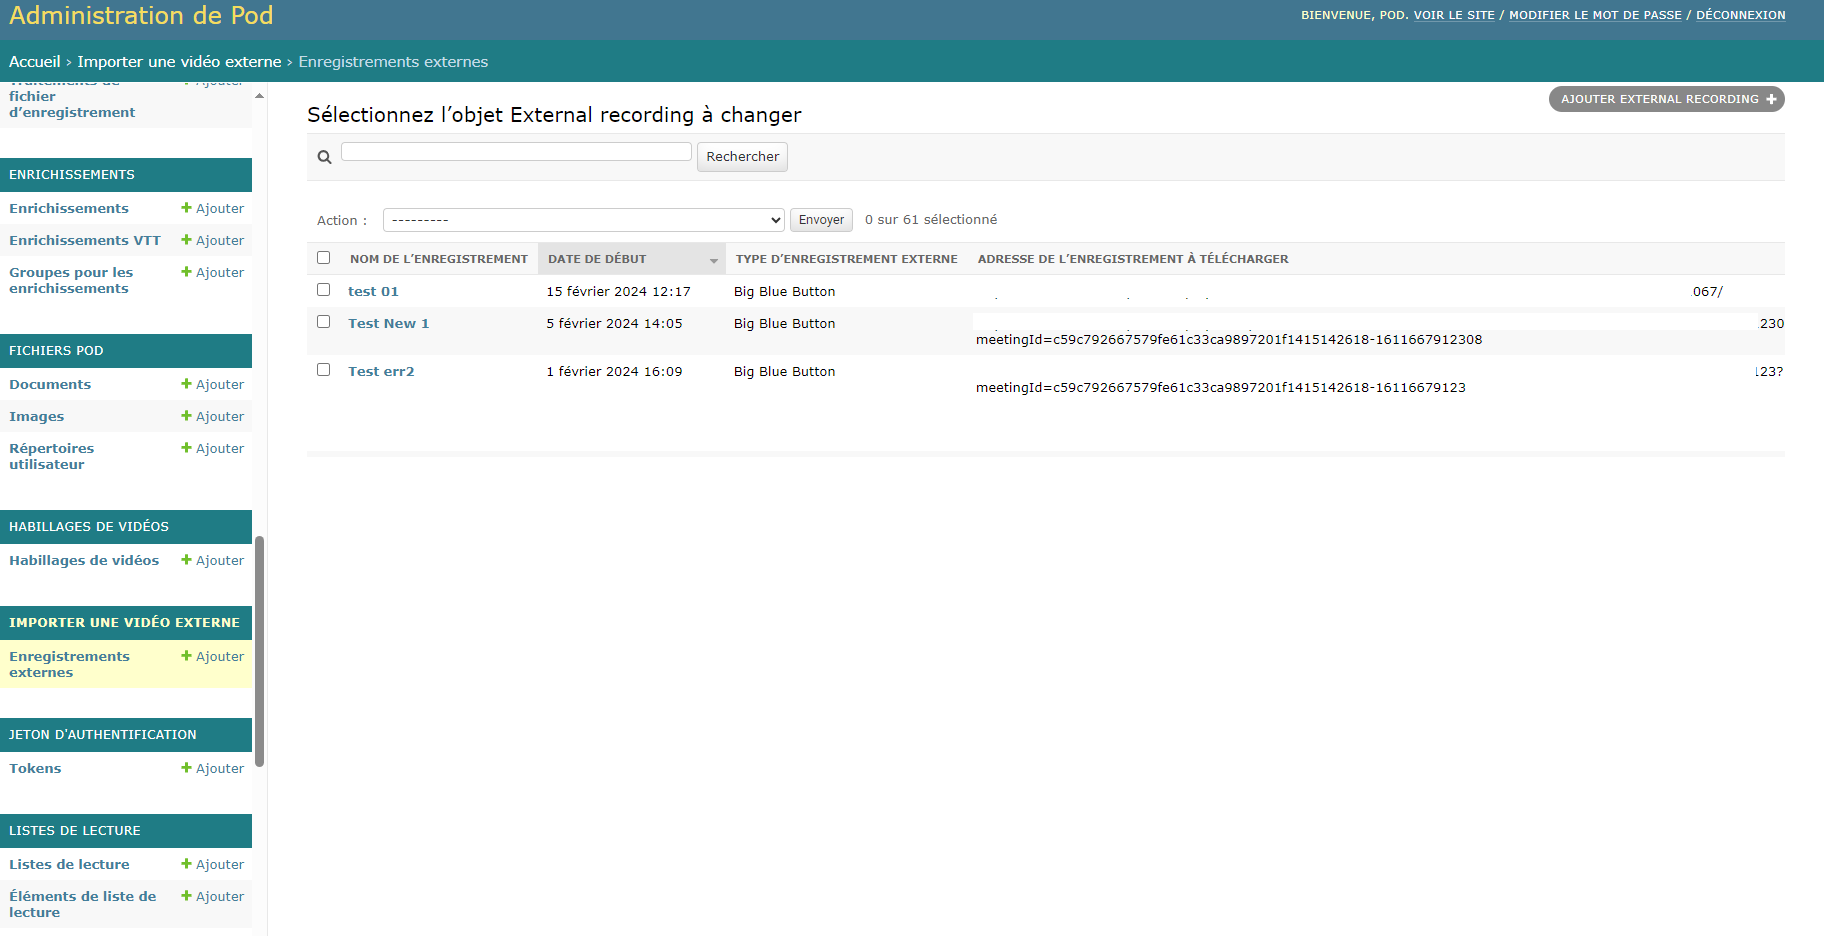 Administration de Pod
BIENVENUE, POD. VOIR LE SITE / MODIFIER LE MOT DE PASSE / DÉCONNEXION
Accueil › Importer une vidéo externe › Enregistrements externes
fichier
d’enregistrement
ENRICHISSEMENTS
Enrichissements Ajouter
Enrichissements VTT Ajouter
Groupes pour les Ajouter
enrichissements
FICHIERS POD
Documents Ajouter
Images Ajouter
Répertoires Ajouter
utilisateur
HABILLAGES DE VIDÉOS
Habillages de vidéos Ajouter
IMPORTER UNE VIDÉO EXTERNE
Enregistrements Ajouter
externes
JETON D'AUTHENTIFICATION
Tokens Ajouter
LISTES DE LECTURE
Listes de lecture Ajouter
Éléments de liste de Ajouter
lecture
Sélectionnez l’objet External recording à changer
AJOUTER EXTERNAL RECORDING
Rechercher
Action : --------- Envoyer 0 sur 61 sélectionné
NOM DE L’ENREGISTREMENT DATE DE DÉBUT TYPE D’ENREGISTREMENT EXTERNE ADRESSE DE L’ENREGISTREMENT À TÉLÉCHARGER
test 01 15 février 2024 12:17 Big Blue Button 067/
Test New 1 5 février 2024 14:05 Big Blue Button 230
meetingId=c59c792667579fe61c33ca9897201f1415142618-1611667912308
Test err2 1 février 2024 16:09 Big Blue Button 123?
meetingId=c59c792667579fe61c33ca9897201f1415142618-16116679123